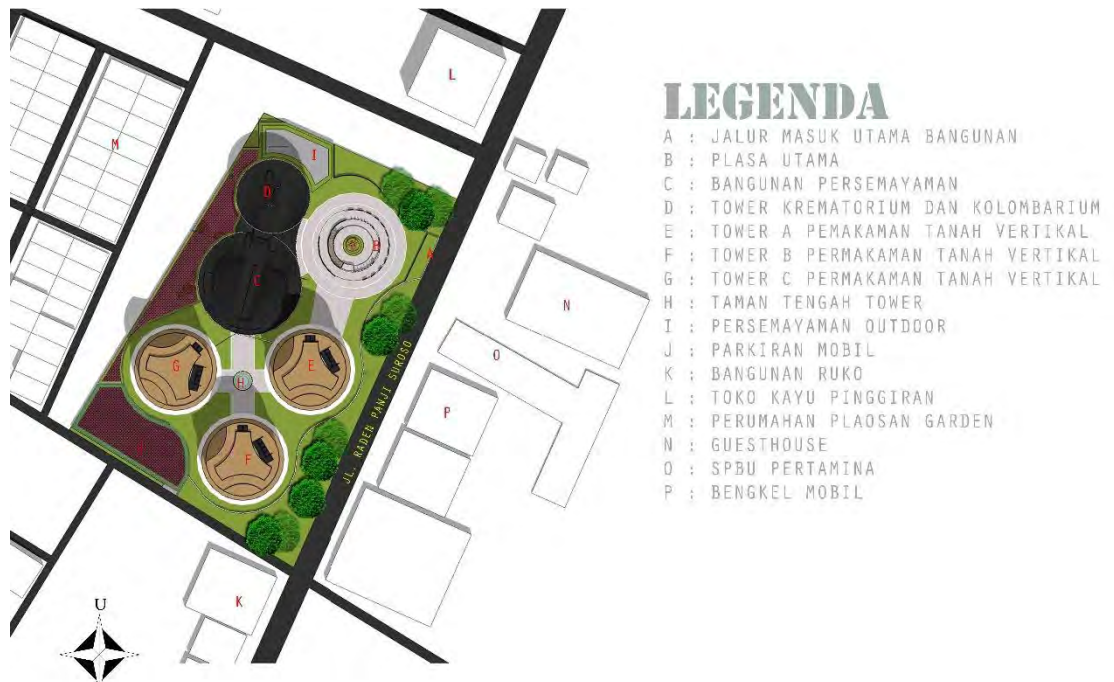 LEGENDA
A : JALUR MASUK UTAMA BANGUNAN
B : PLASA UTAMA
C : BANGUNAN PERSEMAYAMAN
D : TOWER KREMATORIUM DAN KOLOMBARIUM
E : TOWER A PEMAKAMAN TANAH VERTIKAL
F : TOWER B PERMAKAMAN TANAH VERTIKAL
G : TOWER C PERMAKAMAN TANAH VERTIKAL
H : TAMAN TENGAH TOWER
I : PERSEMAYAMAN OUTDOOR
J : PARKIRAN MOBIL
K : BANGUNAN RUKO
L : TOKO KAYU PINGGIRAN
M : PERUMAHAN PLAOSAN GARDEN
N : GUESTHOUSE
O : SPBU PERTAMINA
P : BENGKEL MOBIL
L
M
I
D
B
C
N
O
G
E
H
P
F
JL. RADEN PANJI SUROSO
K
U